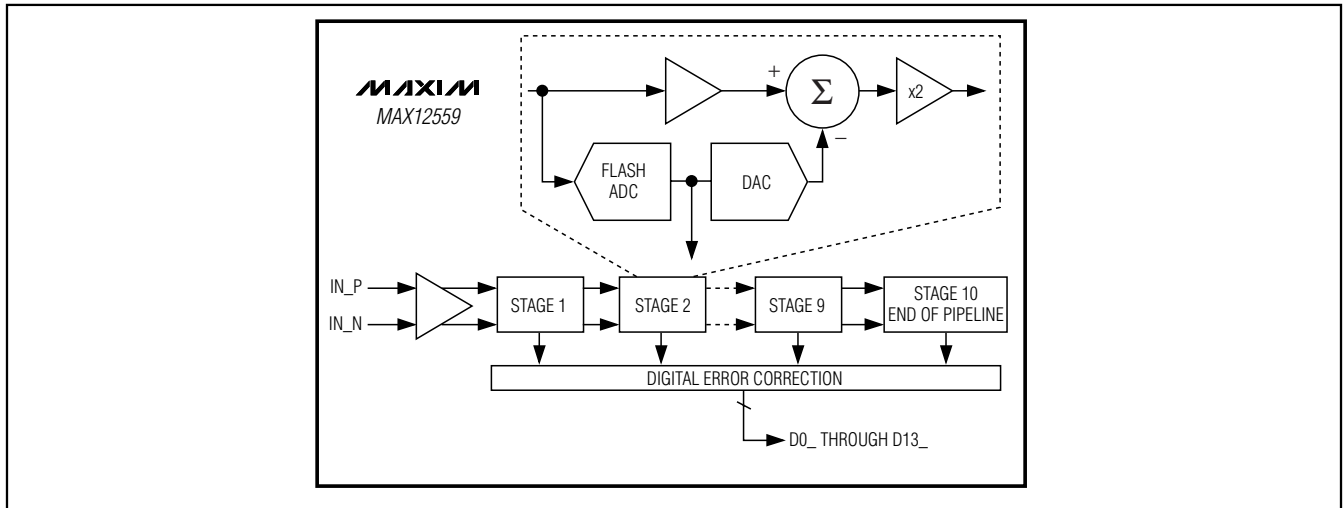 MAXIM
MAX12559
+
Σ
x2
−
FLASH
ADC
DAC
IN_P
IN_N
STAGE 1
STAGE 2
STAGE 9
STAGE 10
END OF PIPELINE
DIGITAL ERROR CORRECTION
D0_ THROUGH D13_